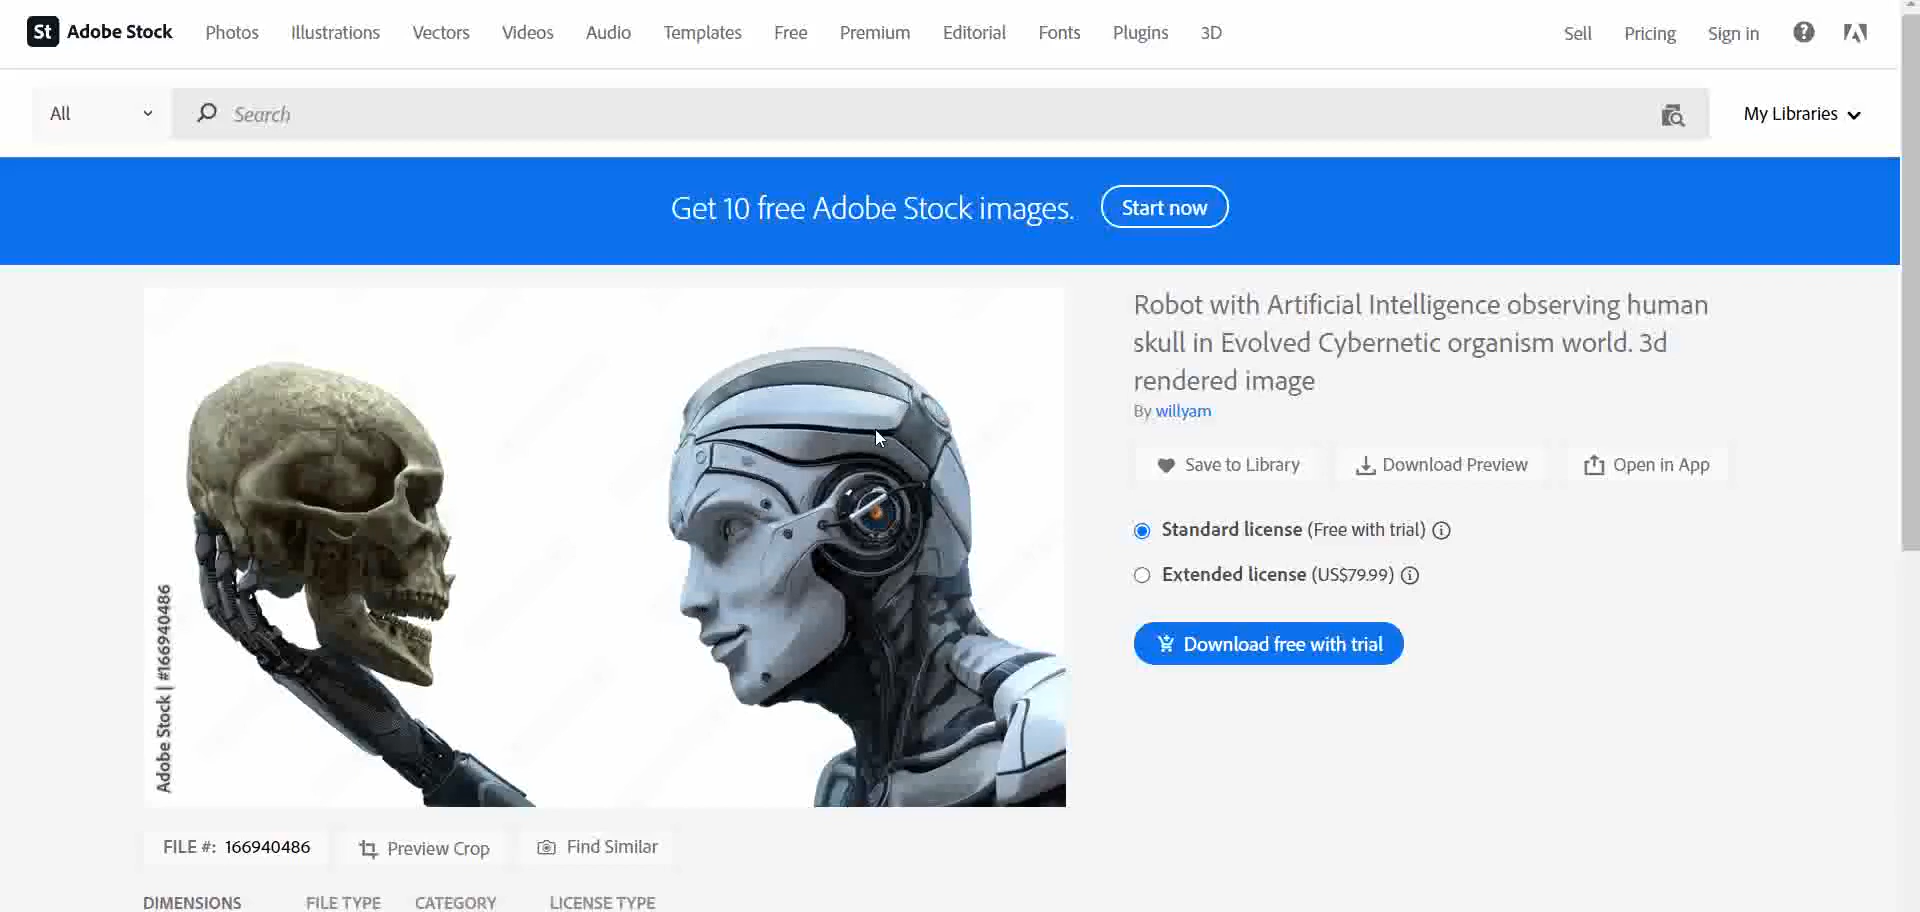 St Adobe Stock Photos Illustrations Vectors Videos Audio Templates Free Premium Editorial Fonts Plugins 3D Sell Pricing Sign in ?
All Search My Libraries
Get 10 free Adobe Stock images. Start now
Robot with Artificial Intelligence observing human
skull in Evolved Cybernetic organism world. 3d
rendered image
By willyam
Save to Library Download Preview Open in App
Standard license (Free with trial)
Extended license (US$79.99)
Download free with trial
Adobe Stock | #166940486
FILE #: 166940486 Preview Crop Find Similar
DIMENSIONS FILE TYPE CATEGORY LICENSE TYPE